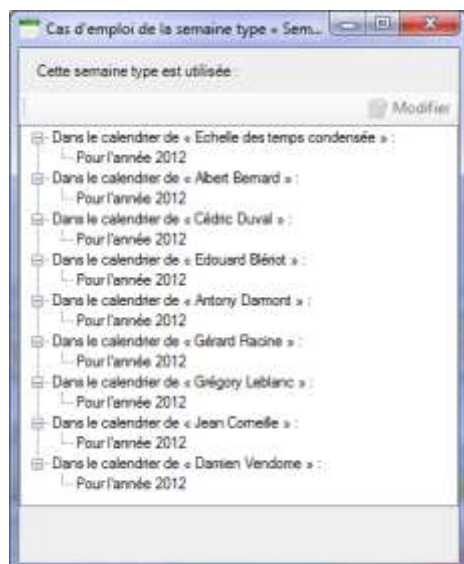 Cas d'emploi de la semaine type « Sem...
Cette semaine type est utilisée :
Modifier
Dans le calendrier de « Echelle des temps condensée » :
Pour l'année 2012
Dans le calendrier de « Albert Bernard » :
Pour l'année 2012
Dans le calendrier de « Cédric Duval » :
Pour l'année 2012
Dans le calendrier de « Edouard Blériot » :
Pour l'année 2012
Dans le calendrier de « Antony Damont » :
Pour l'année 2012
Dans le calendrier de « Gérard Racine » :
Pour l'année 2012
Dans le calendrier de « Grégory Leblanc » :
Pour l'année 2012
Dans le calendrier de « Jean Corneille » :
Pour l'année 2012
Dans le calendrier de « Damien Vendome » :
Pour l'année 2012